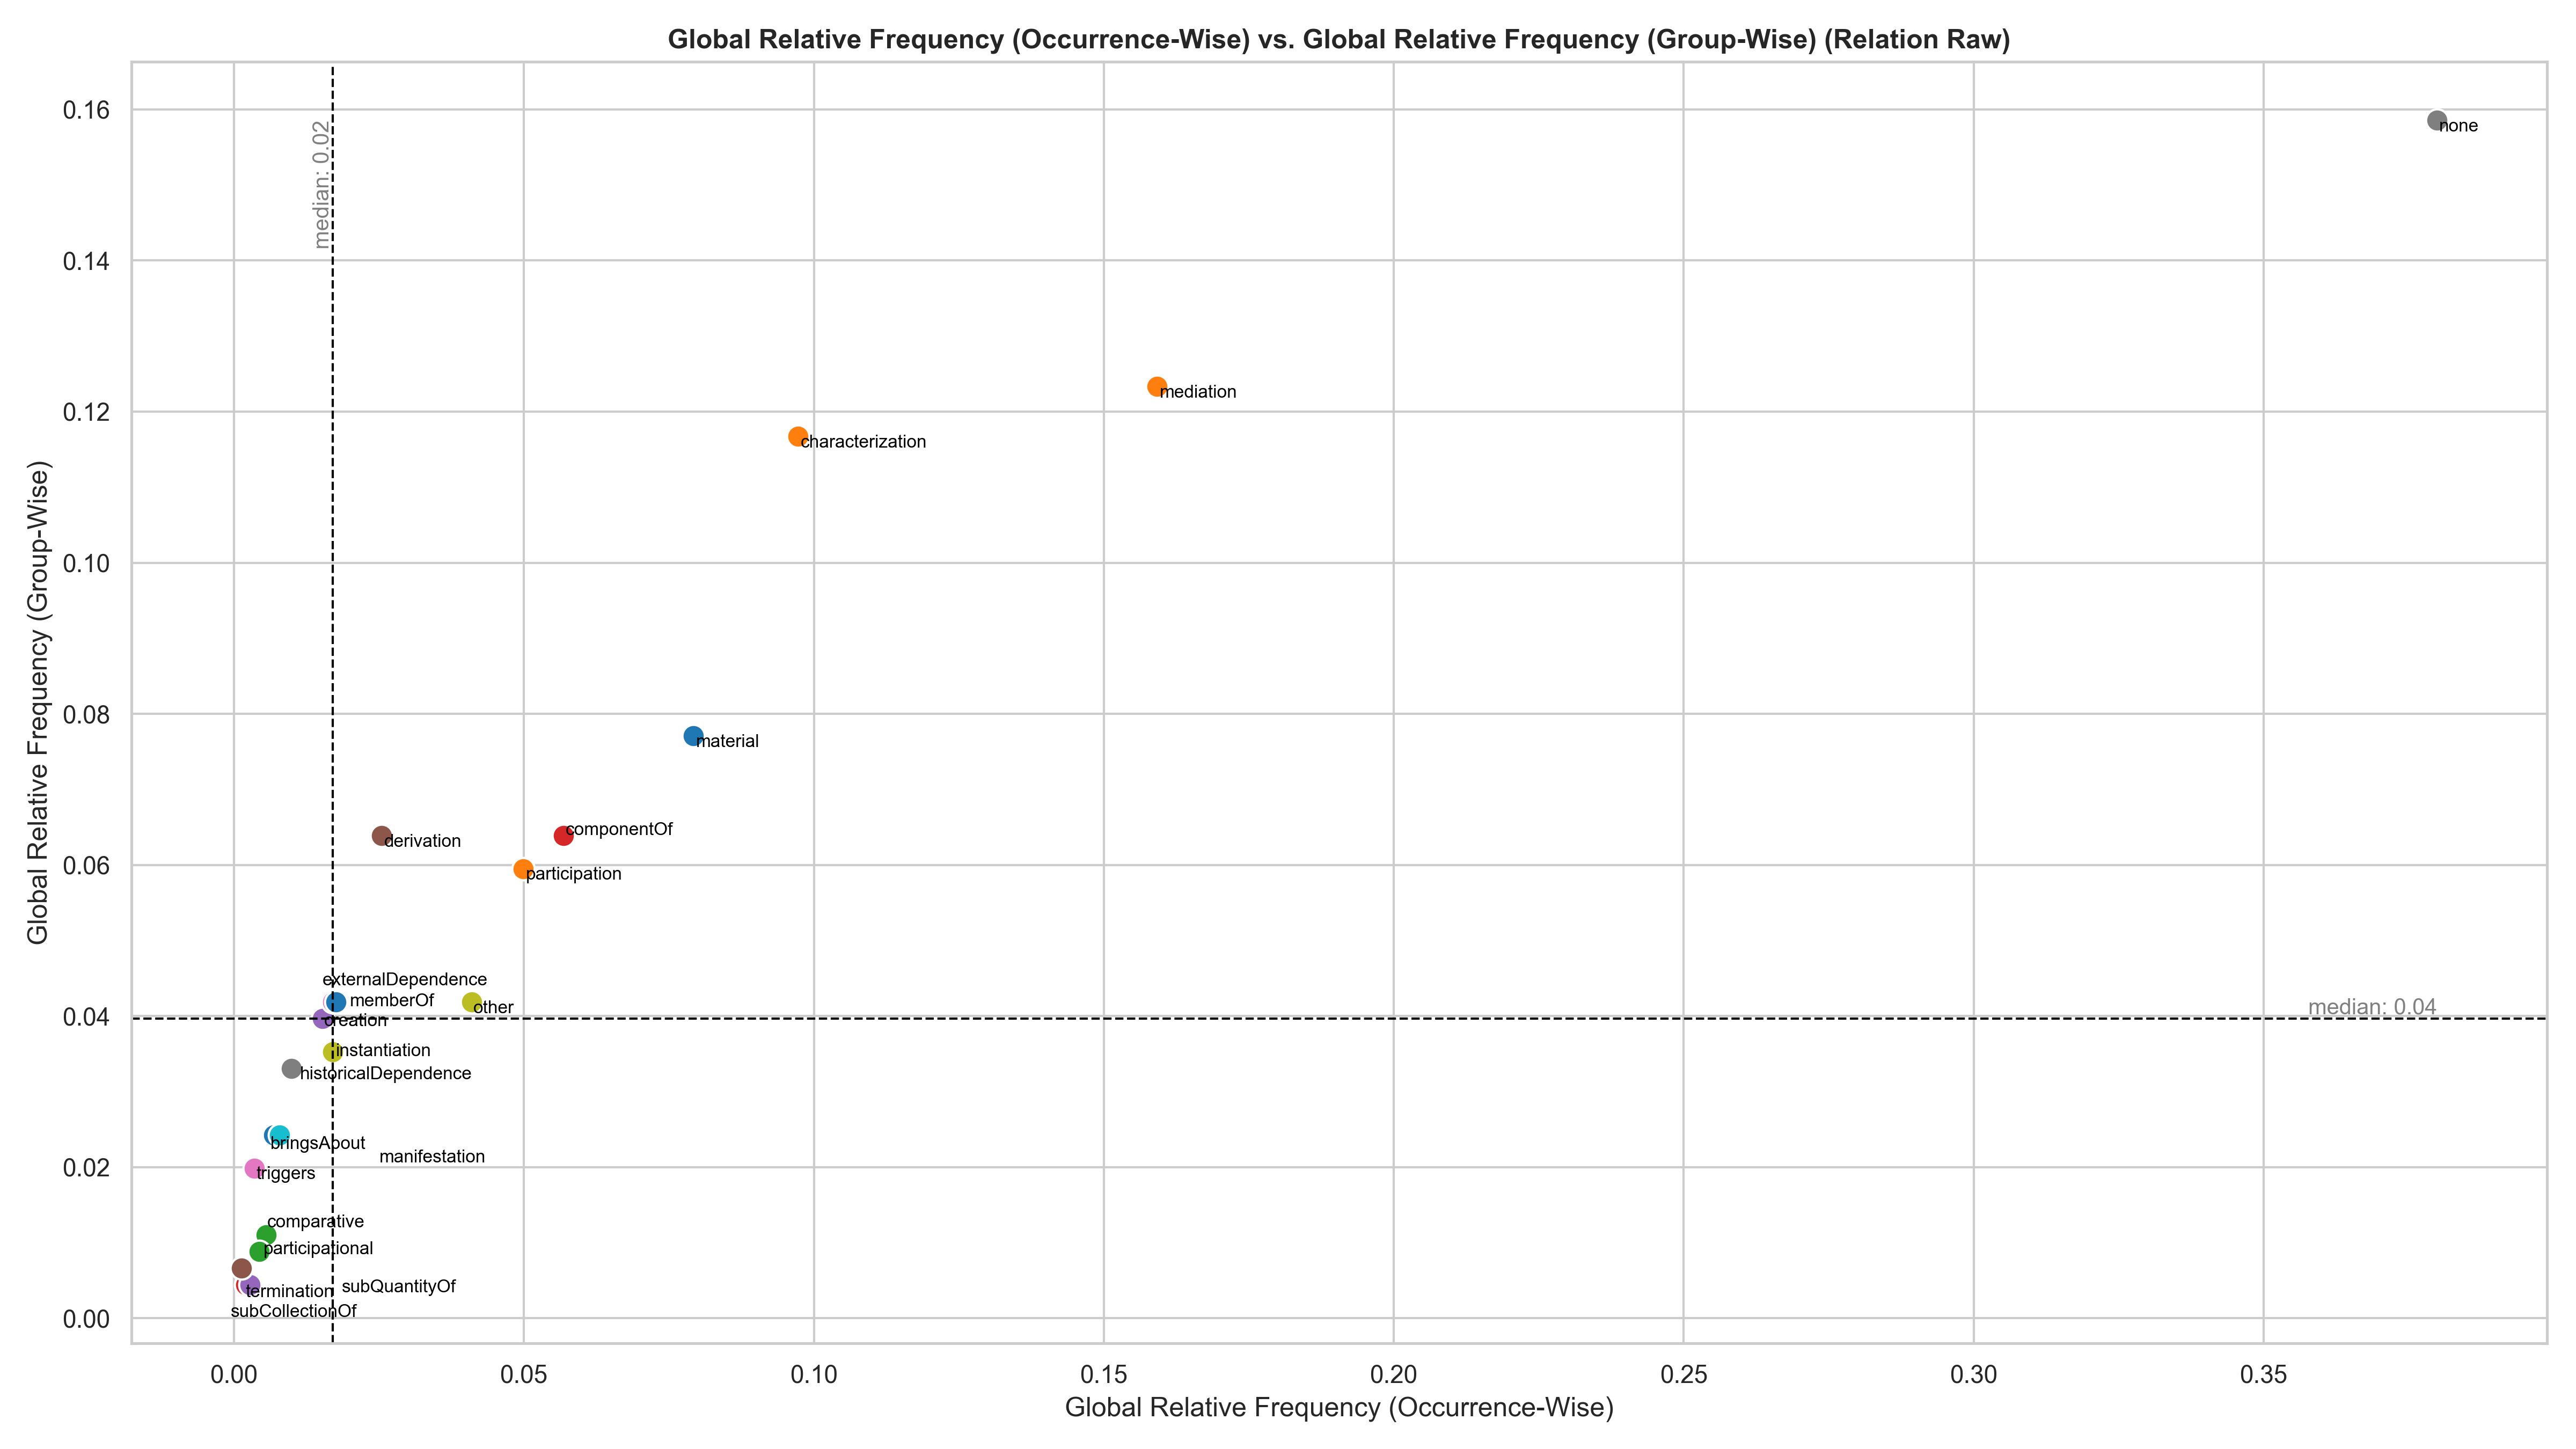 Global Relative Frequency (Occurrence-Wise) vs. Global Relative Frequency (Group-Wise) (Relation Raw)
Global Relative Frequency (Group-Wise)
0.16
0.14
0.12
0.10
0.08
0.06
0.04
0.02
0.00
median: 0.02
none
mediation
characterization
material
componentOf
derivation
participation
externalDependence
memberOf
other
median: 0.04
creation
instantiation
historicalDependence
bringsAbout
manifestation
triggers
comparative
participational
subQuantityOf
termination
subCollectionOf
0.00
0.05
0.10
0.15
0.20
0.25
0.30
0.35
Global Relative Frequency (Occurrence-Wise)